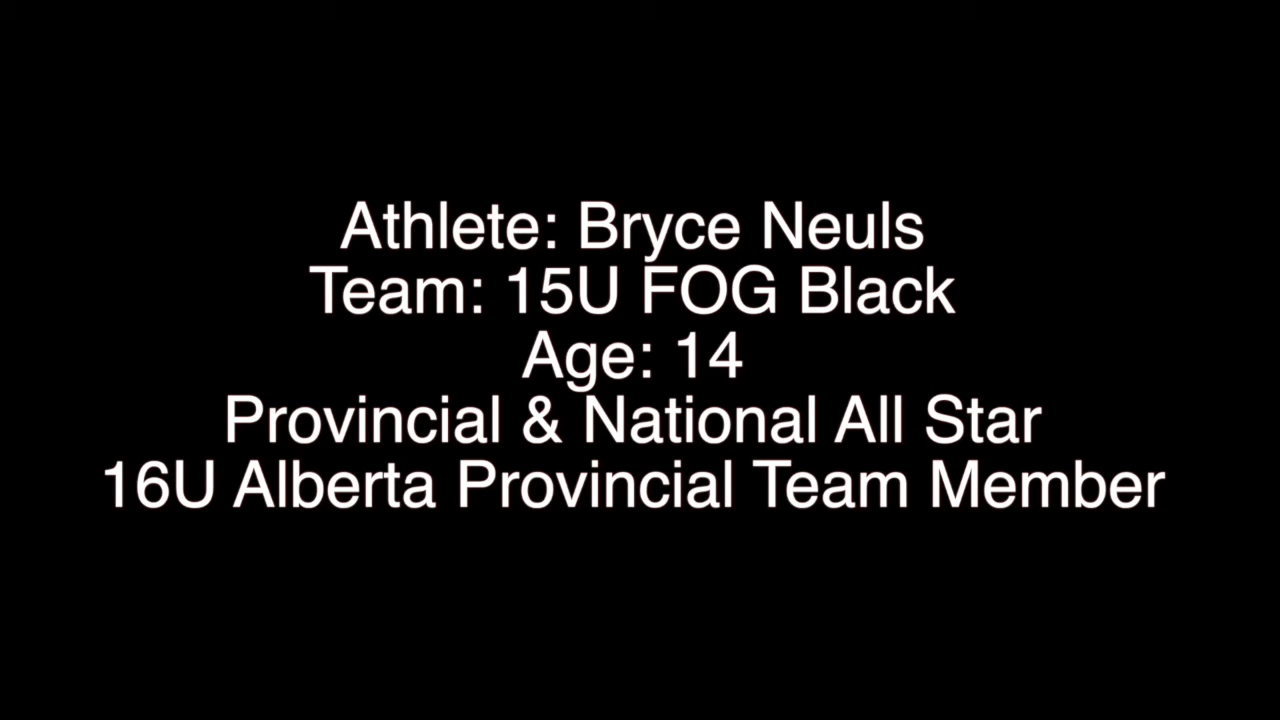 Athlete: Bryce Neuls
Team: 15U FOG Black
Age: 14
Provincial & National All Star
16U Alberta Provincial Team Member